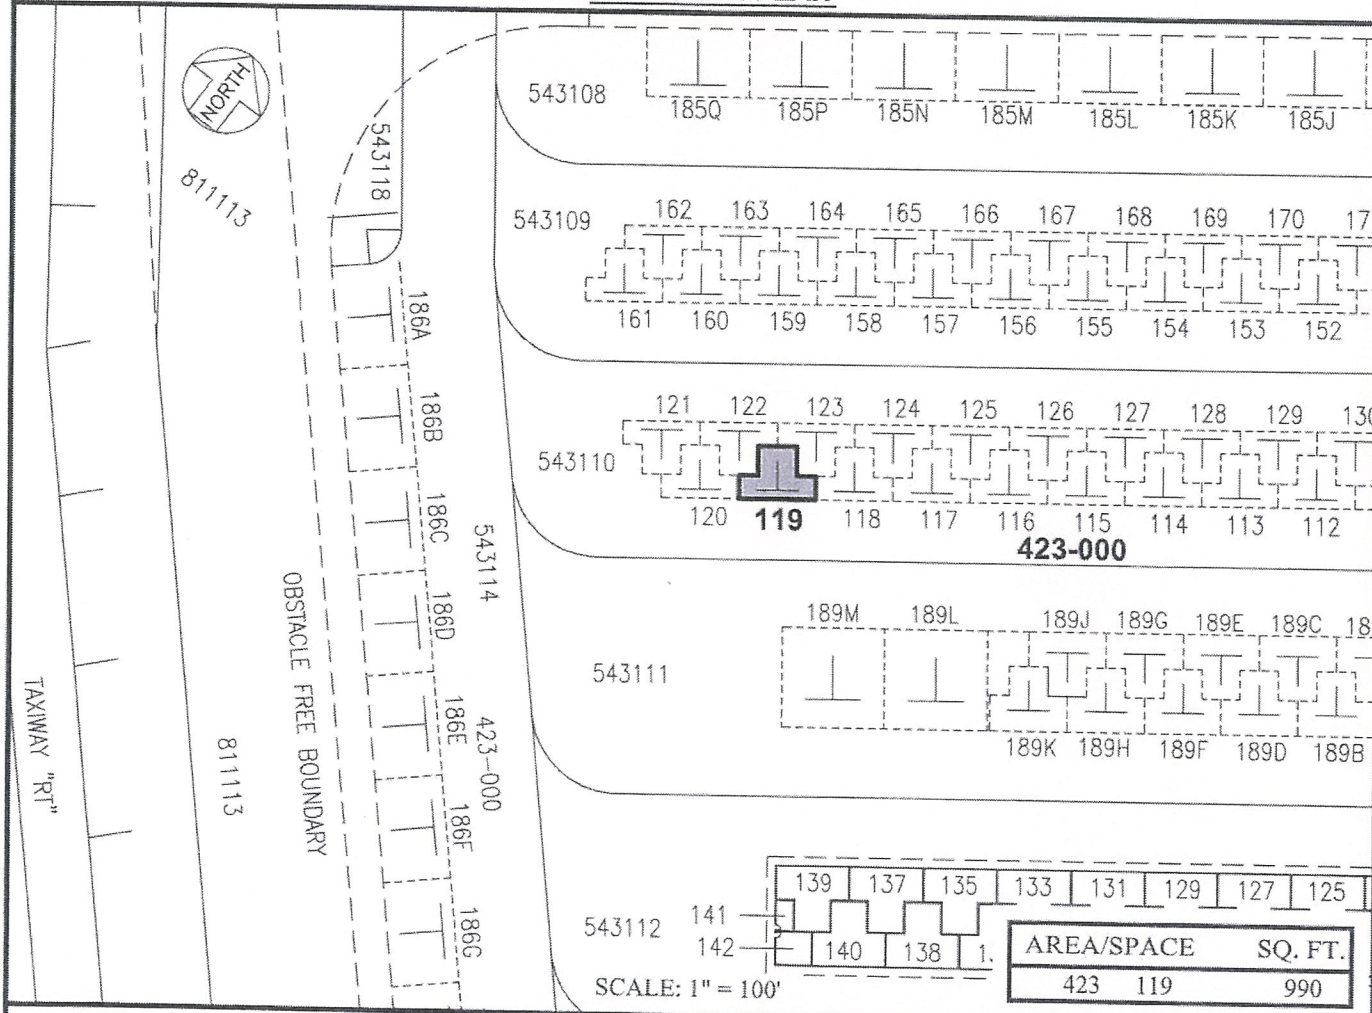 NORTH
543108
185Q 185P 185N 185M 185L 185K 185J
543118
811113
543109
162 163 164 165 166 167 168 169 170
161 160 159 158 157 156 155 154 153 152
186A
186B
186C
186D
186E
186F
186G
121 122 123 124 125 126 127 128 129
543110
120 119 118 117 116 115 114 113 112
423-000
543114
423-000
OBSTACLE FREE BOUNDARY
TAXIWAY "RT"
811113
189M 189L 189J 189G 189E 189C
543111
189K 189H 189F 189D 189B
139 137 135 133 131 129 127 125
141
543112
142
140 138
SCALE: 1" = 100'
AREA/SPACE SQ. FT.
423 119 990